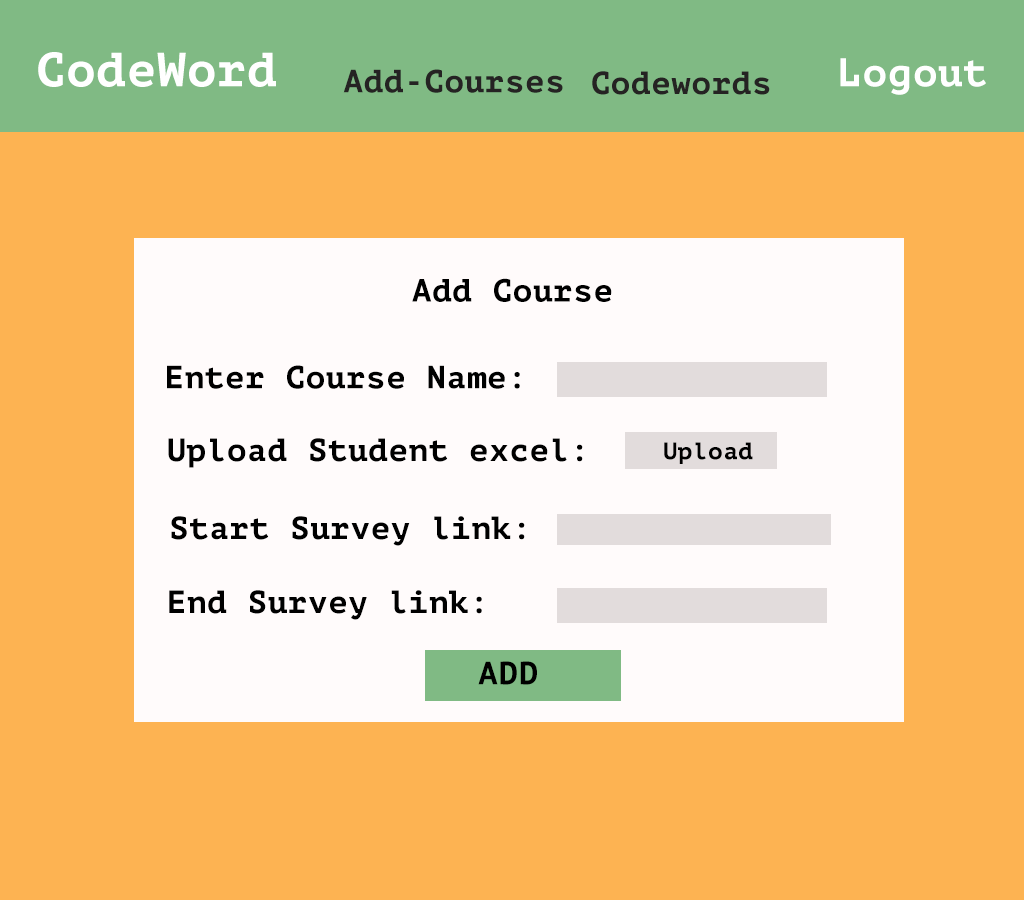 CodeWord Add-Courses Codewords Logout
Add Course
Enter Course Name:
Upload Student excel: Upload
Start Survey link:
End Survey link:
ADD